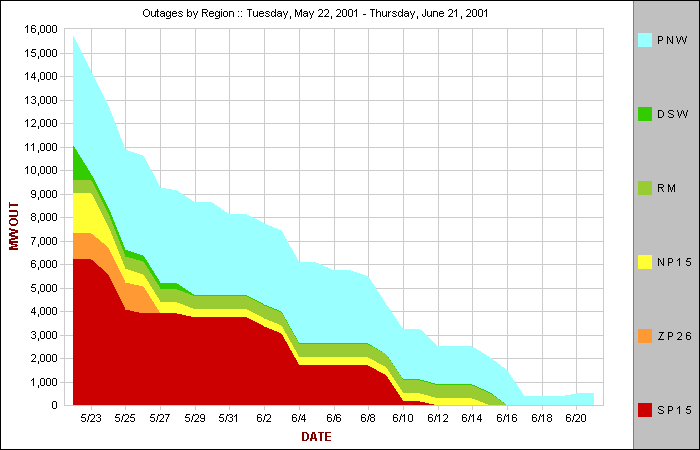 Outages by Region :: Tuesday, May 22, 2001 - Thursday, June 21, 2001
16,000
15,000
14,000
13,000
12,000
11,000
10,000
9,000
8,000
7,000
6,000
5,000
4,000
3,000
2,000
1,000
0
MW OUT
5/23 5/25 5/27 5/29 5/31 6/2 6/4 6/6 6/8 6/10 6/12 6/14 6/16 6/18 6/20
DATE
PNW
DSW
RM
NP15
ZP26
SP15